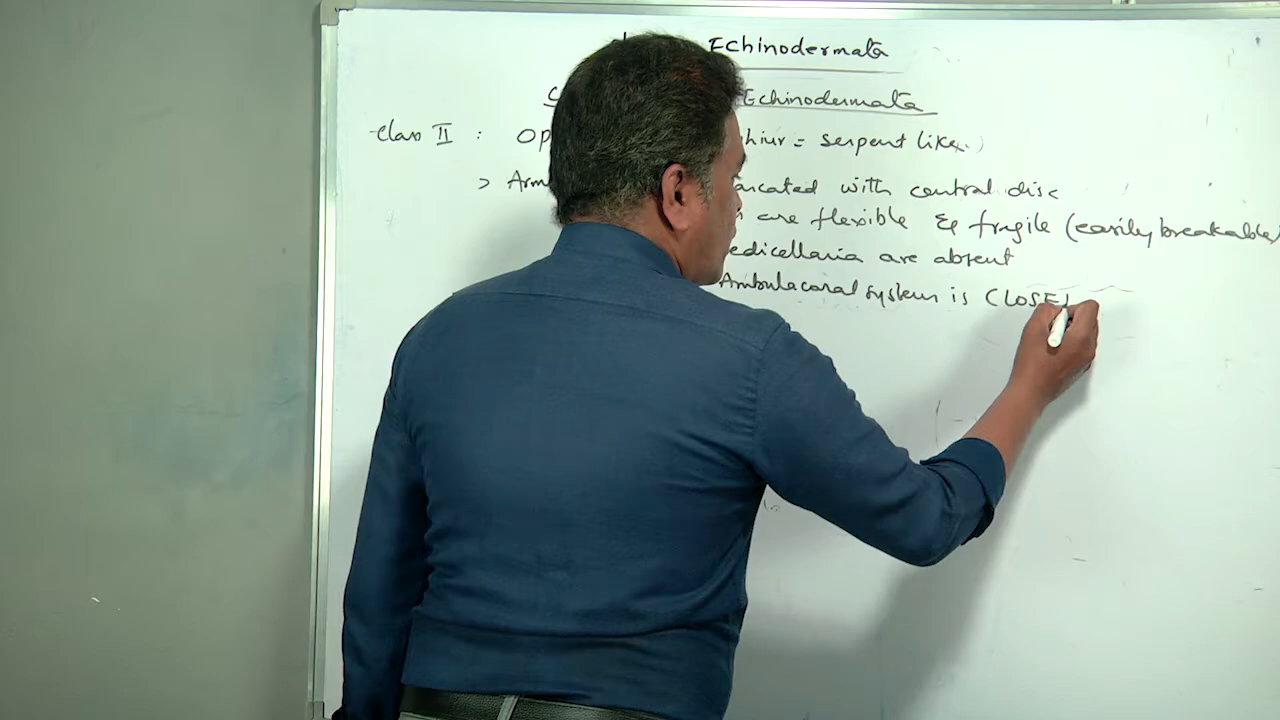 Echinodermata
Echinodermata
Class II : Op hiur = Serpent like.)
> Arm arcated with central disc
are flexible & fragile (easily breakable)
edicellaria are absent
Ambulacaral system is CLOSE